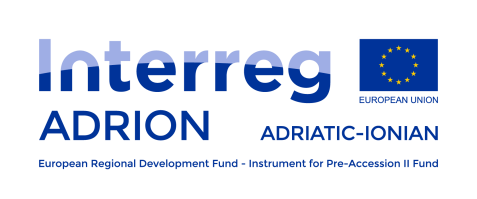 Interreg
EUROPEAN UNION
ADRION ADRIATIC-IONIAN
European Regional Development Fund - Instrument for Pre-Accession II Fund